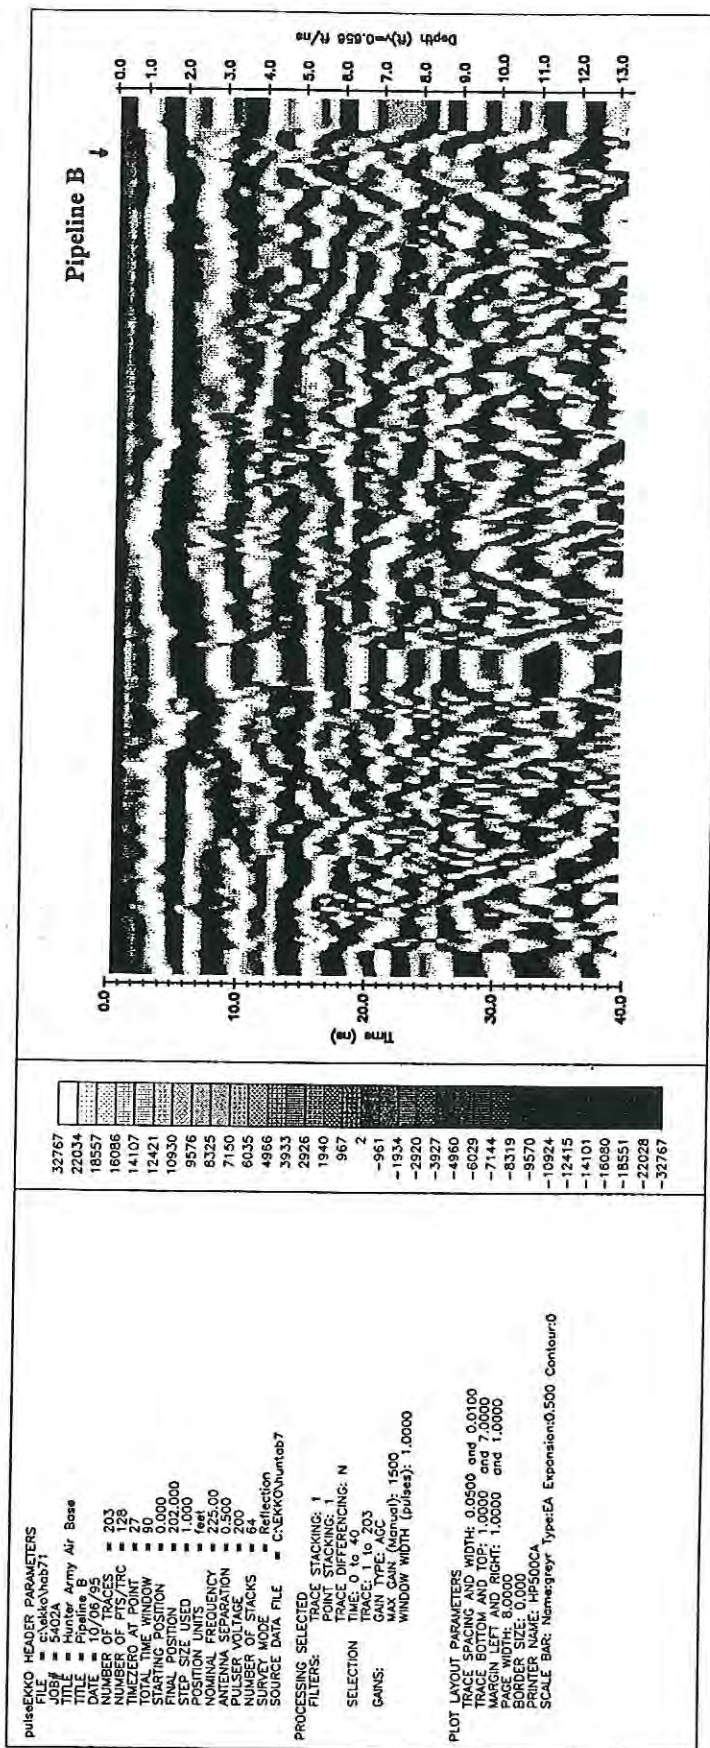 pulseEKKO HEADER PARAMETERS
FILE = c:\ekko\hab71
JOB# = 5402A
TITLE = Hunter Army Air Base
TITLE = Pipeline B
DATE = 10/06/95
NUMBER OF TRACES = 203
NUMBER OF PTS/TRC = 128
TIMEZERO AT POINT = 27
TOTAL TIME WINDOW = 90
STARTING POSITION = 0.000
FINAL POSITION = 202.000
STEP SIZE USED = 1.000
POSITION UNITS = feet
NOMINAL FREQUENCY = 225.00
ANTENNA SEPARATION = 0.500
PULSER VOLTAGE = 200
NUMBER OF STACKS = 64
SURVEY MODE = Reflection
SOURCE DATA FILE = C:\EKKO\huntab7
PROCESSING SELECTED
FILTERS: TRACE STACKING: 1
POINT STACKING: 1
TRACE DIFFERENCING: N
SELECTION TIME: 0 to 40
TRACE: 1 to 203
GAINS: GAIN TYPE: AGC
MAX GAIN (Manual): 1500
WINDOW WIDTH (pulses): 1.0000
PLOT LAYOUT PARAMETERS
TRACE SPACING AND WIDTH: 0.0500 and 0.0100
TRACE BOTTOM AND TOP: 1.0000 and 7.0000
MARGIN LEFT AND RIGHT: 1.0000 and 1.0000
PAGE WIDTH: 8.0000
BORDER SIZE: 0.000
PRINTER NAME: HP500CA
SCALE BAR: Name:greyr Type:EA Expansion:0.500 Contour:0
32767
22034
18557
16086
14107
12421
10930
9576
8325
7150
6035
4966
3933
2926
1940
967
2
-961
-1934
-2920
-3927
-4960
-6029
-7144
-8319
-9570
-10924
-12415
-14101
-16080
-18551
-22028
-32767
Time (ns)
0.0
10.0
20.0
30.0
40.0
Pipeline B
0.0
1.0
2.0
3.0
4.0
5.0
6.0
7.0
8.0
9.0
10.0
11.0
12.0
13.0
Depth (ft)v=0.656 ft/ns